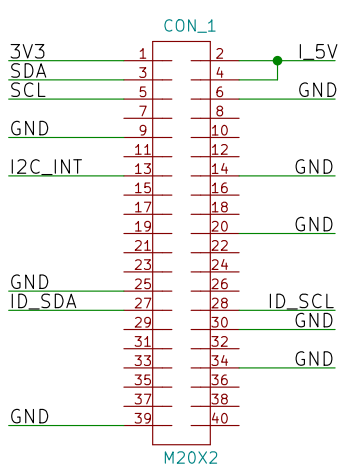 CON_1
3V3 1 2 I_5V
SDA 3 4
SCL 5 6 GND
7 8
GND 9 10
11 12
I2C_INT 13 14 GND
15 16
17 18
19 20 GND
21 22
23 24
GND 25 26
ID_SDA 27 28 ID_SCL
29 30 GND
31 32
33 34 GND
35 36
37 38
GND 39 40
M20X2